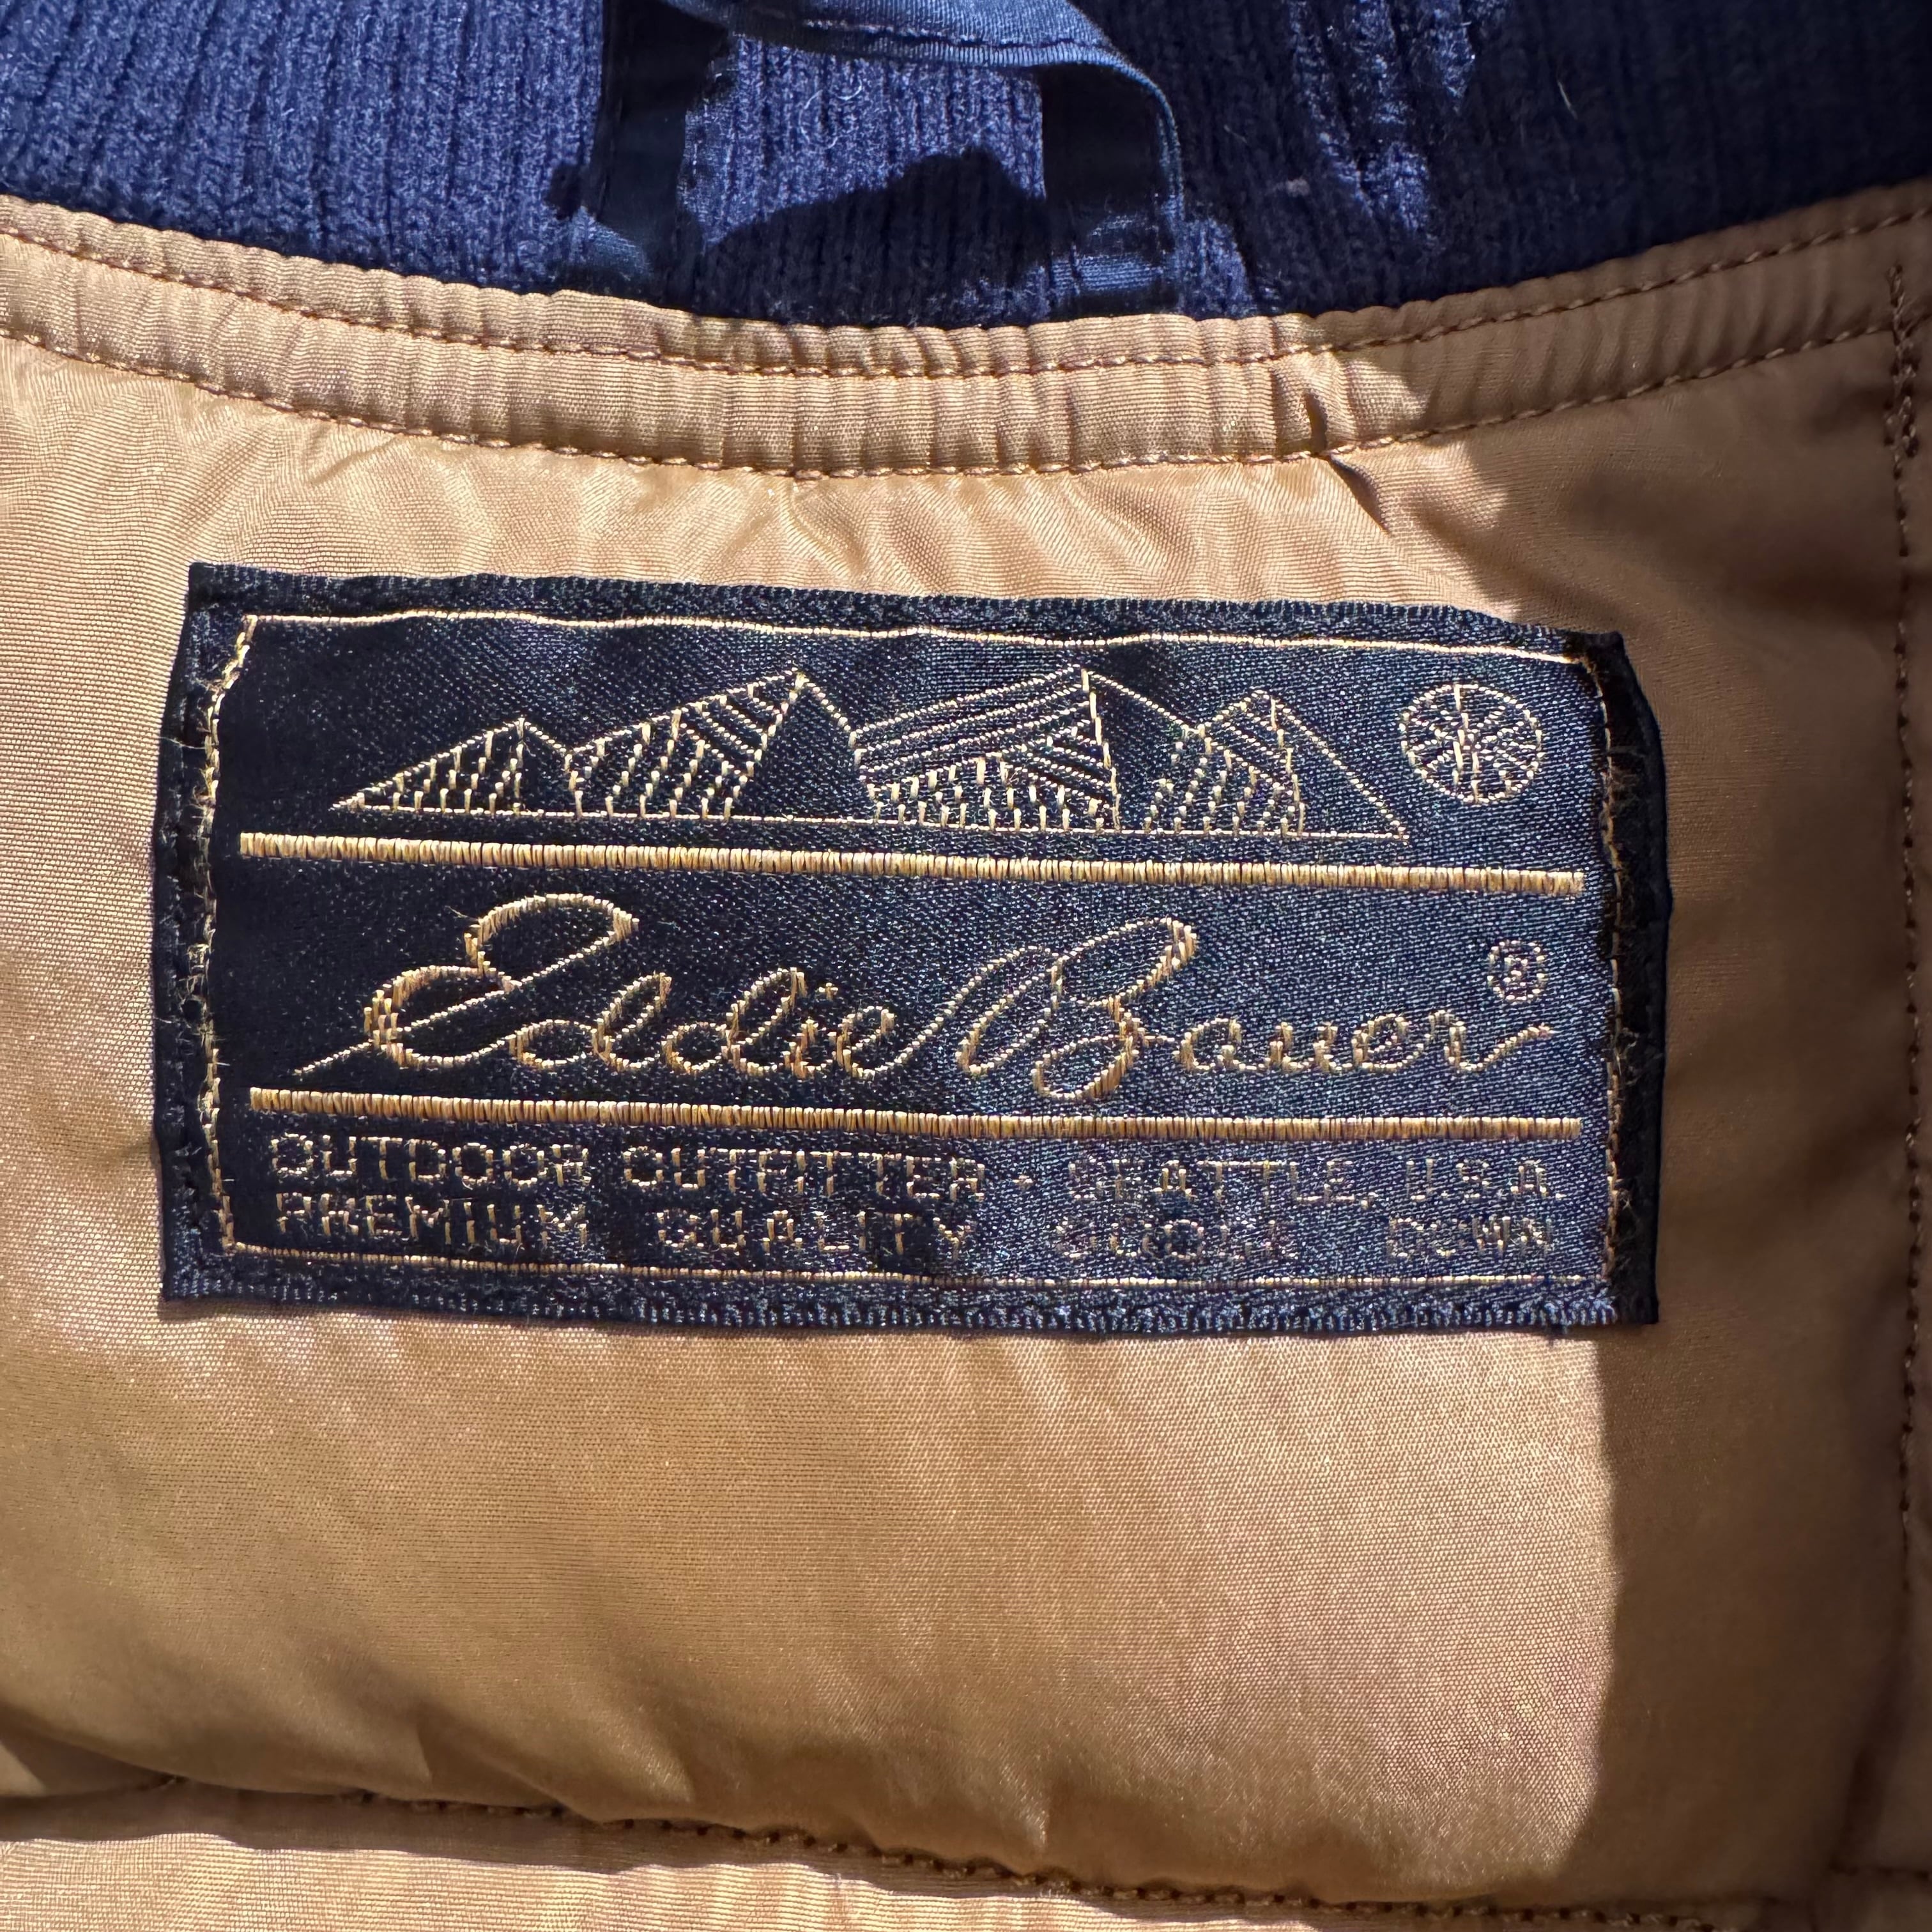 Eddie Bauer ®
OUTDOOR OUTFITTER · SEATTLE, U.S.A.
PREMIUM QUALITY GOOSE DOWN